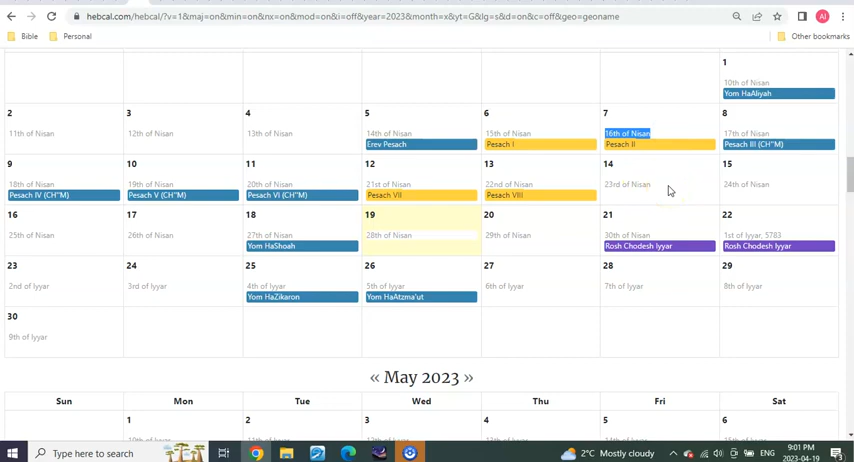 hebcal.com/hebcal/?v=1&maj=on&min=on&nx=on&mod=on&i=off&year=2023&month=x&yt=G&lg=s&d=on&c=off&geo=geoname
AI
Bible
Personal
Other bookmarks
1
10th of Nisan
Yom HaAliyah
2
11th of Nisan
3
12th of Nisan
4
13th of Nisan
5
14th of Nisan
Erev Pesach
6
15th of Nisan
Pesach I
7
16th of Nisan
Pesach II
8
17th of Nisan
Pesach III (CH"M)
9
18th of Nisan
Pesach IV (CH"M)
10
19th of Nisan
Pesach V (CH"M)
11
20th of Nisan
Pesach VI (CH"M)
12
21st of Nisan
Pesach VII
13
22nd of Nisan
Pesach VIII
14
23rd of Nisan
15
24th of Nisan
16
25th of Nisan
17
26th of Nisan
18
27th of Nisan
Yom HaShoah
19
28th of Nisan
20
29th of Nisan
21
30th of Nisan
Rosh Chodesh Iyyar
22
1st of Iyyar, 5783
Rosh Chodesh Iyyar
23
2nd of Iyyar
24
3rd of Iyyar
25
4th of Iyyar
Yom HaZikaron
26
5th of Iyyar
Yom HaAtzma'ut
27
6th of Iyyar
28
7th of Iyyar
29
8th of Iyyar
30
9th of Iyyar
« May 2023 »
Sun Mon Tue Wed Thu Fri Sat
1 2 3 4 5 6
Type here to search
2°C Mostly cloudy
ENG
9:01 PM
2023-04-19
3